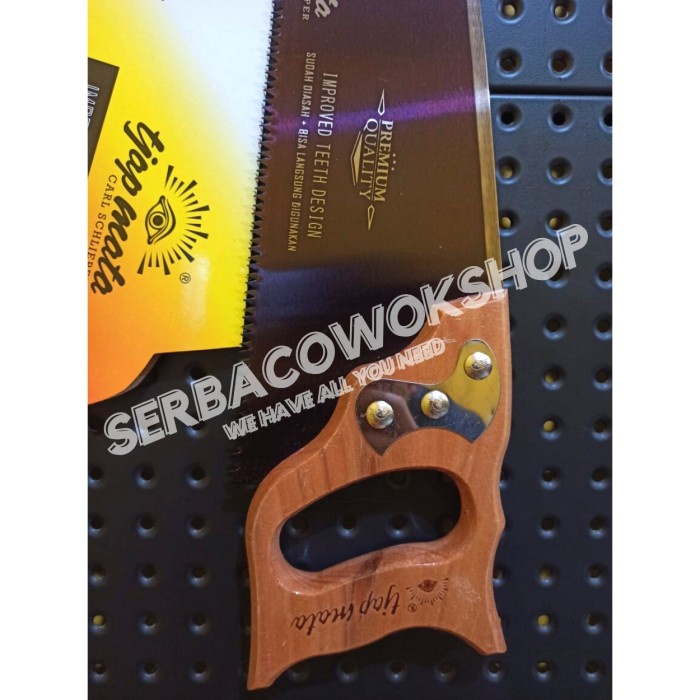 tjap mata
®
CARL SCHLIEPER
IMPROVED TEETH DESIGN
SUDAH DIASAH • BISA LANGSUNG DIGUNAKAN
PREMIUM
QUALITY
SERBACOWOKSHOP
WE HAVE ALL YOU NEED
tjap mata
®